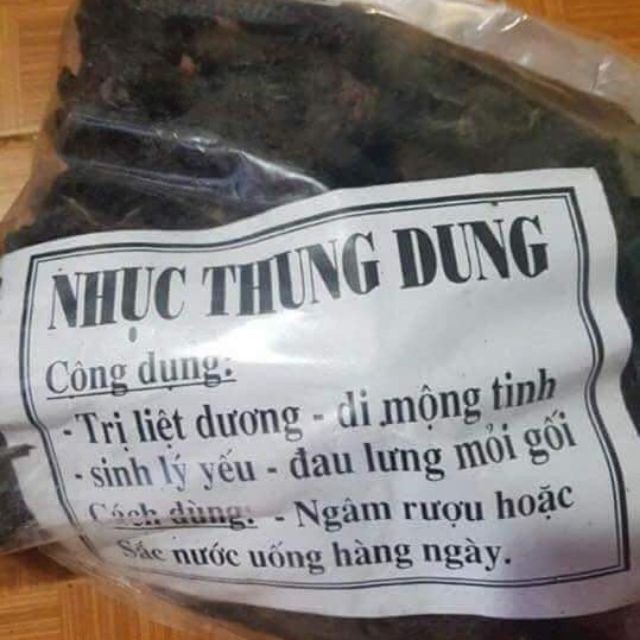 NHỤC THUNG DUNG
Công dụng:
- Trị liệt dương - di mộng tinh
- sinh lý yếu - đau lưng mỏi gối
Cách dùng: - Ngâm rượu hoặc
Sắc nước uống hàng ngày.